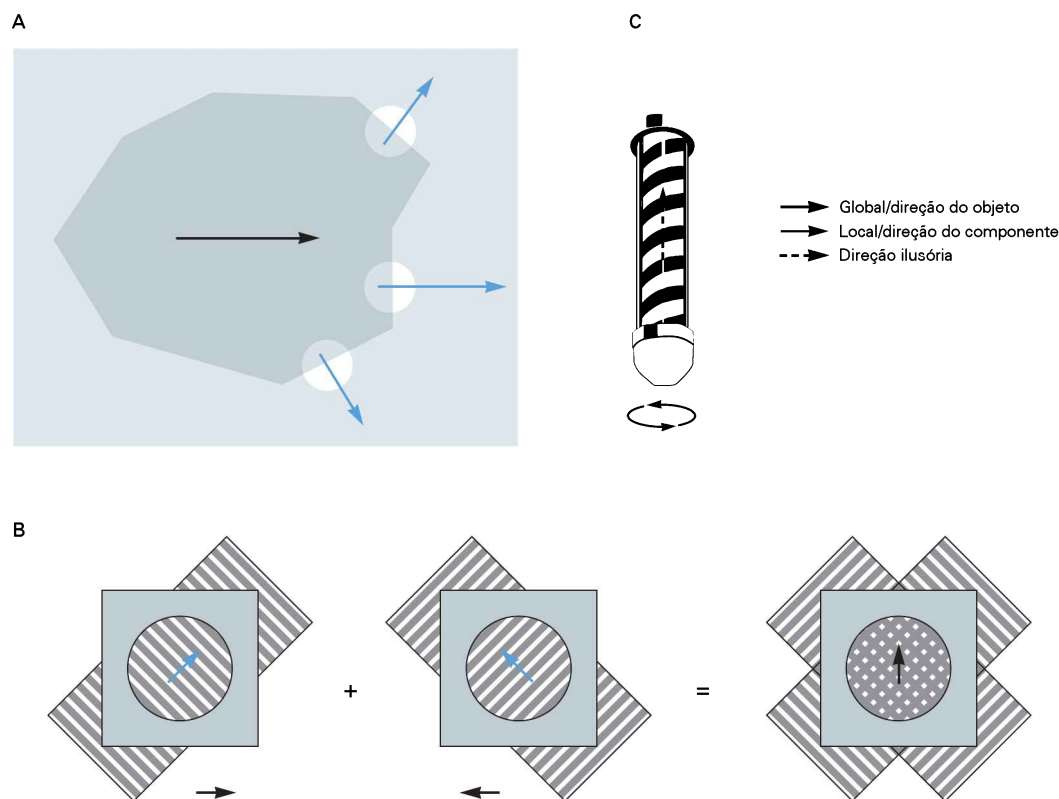 A
C
Global/direção do objeto
Local/direção do componente
Direção ilusória
B
+
=